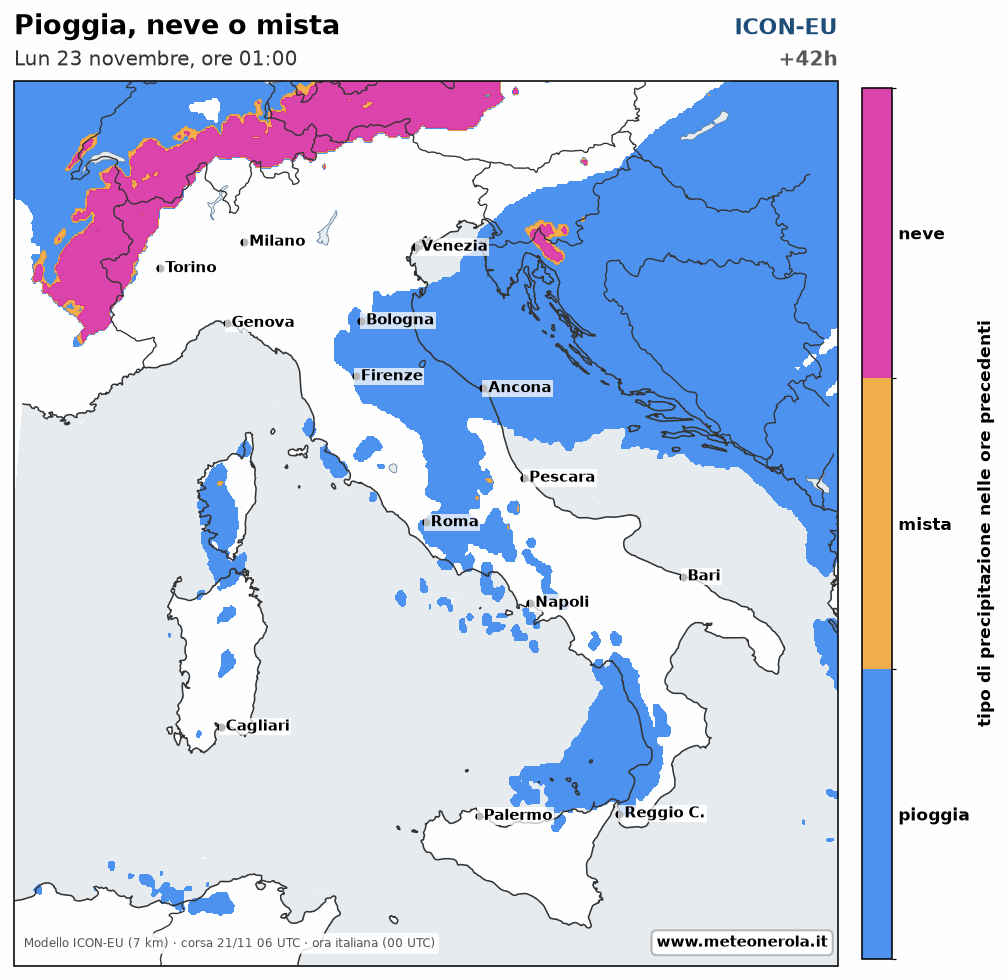 Pioggia, neve o mista
ICON-EU
Lun 23 novembre, ore 01:00
+42h
neve
Milano
Venezia
Torino
Genova
Bologna
Firenze
Ancona
Pescara
mista
Roma
Bari
Napoli
Cagliari
Palermo
Reggio C.
pioggia
tipo di precipitazione nelle ore precedenti
Modello ICON-EU (7 km) · corsa 21/11 06 UTC · ora italiana (00 UTC)
www.meteonerola.it